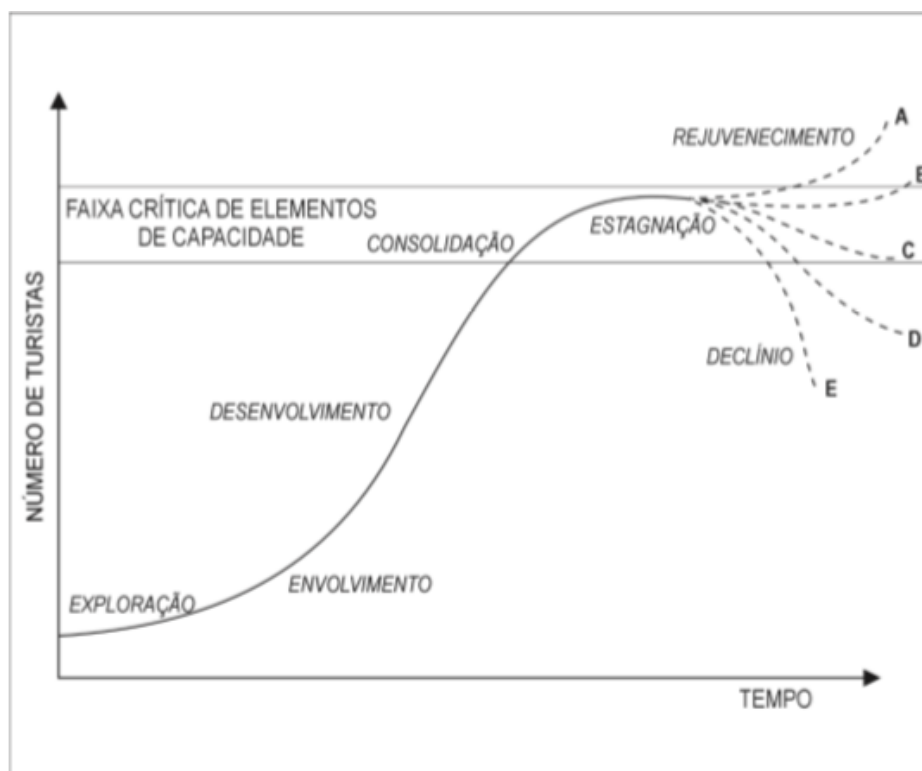 A
REJUVENECIMENTO
B
FAIXA CRÍTICA DE ELEMENTOS
DE CAPACIDADE
ESTAGNAÇÃO
CONSOLIDAÇÃO
C
NÚMERO DE TURISTAS
D
DECLÍNIO
E
DESENVOLVIMENTO
ENVOLVIMENTO
EXPLORAÇÃO
TEMPO